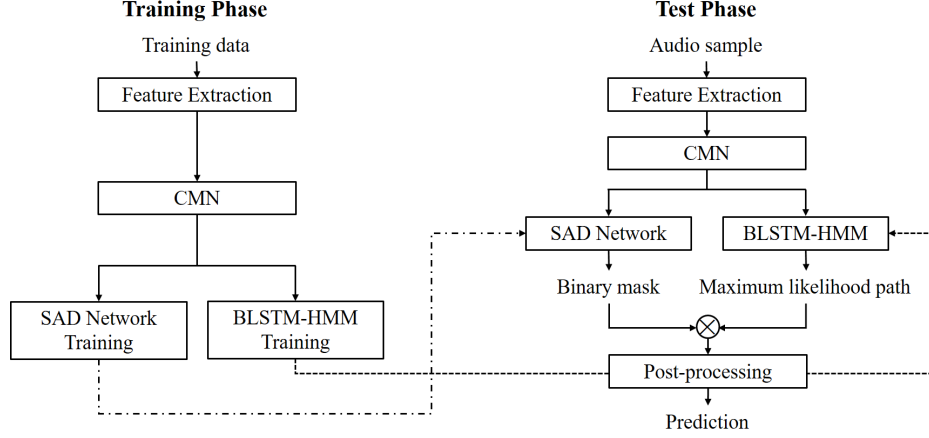 Training Phase
Training data
Feature Extraction
CMN
SAD Network
Training
BLSTM-HMM
Training
Test Phase
Audio sample
Feature Extraction
CMN
SAD Network
BLSTM-HMM
Binary mask
Maximum likelihood path
Post-processing
Prediction